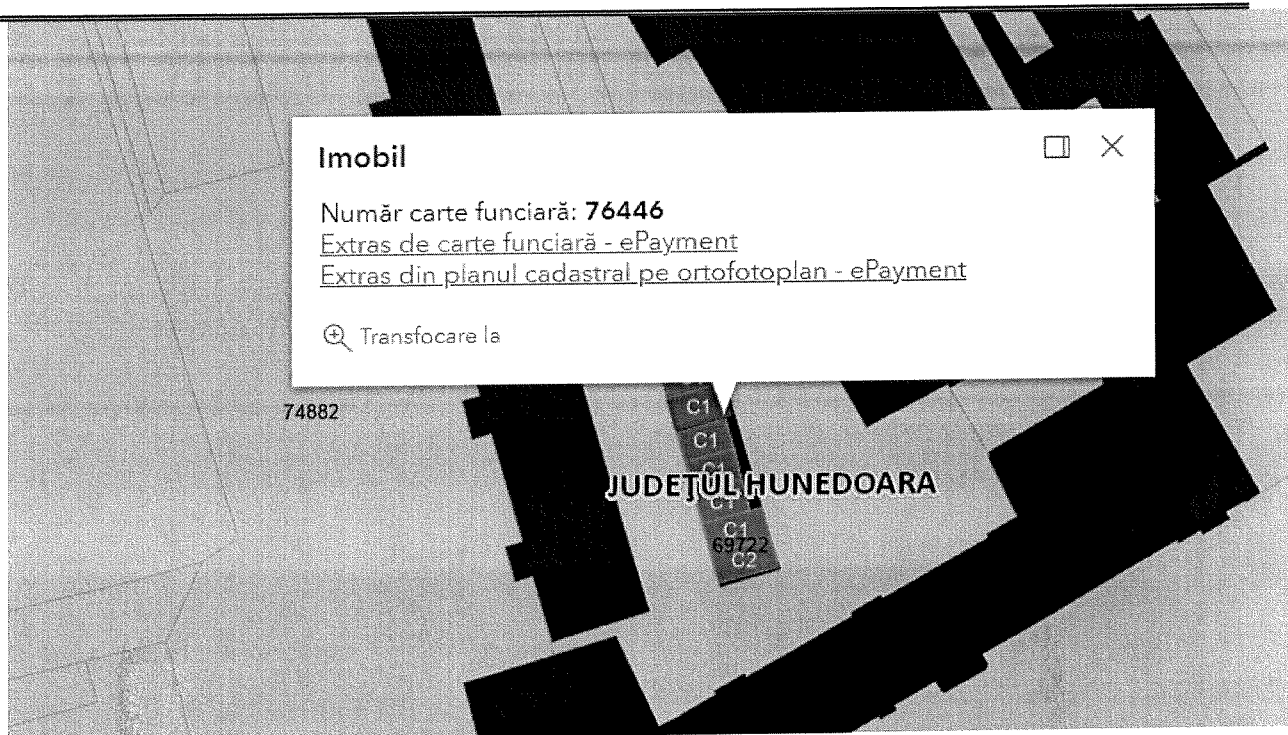 Imobil
Număr carte funciară: 76446
Extras de carte funciară - ePayment
Extras din planul cadastral pe ortofotoplan - ePayment
Transfocare la
74882
C1
C1
C1
JUDEȚUL HUNEDOARA
C1
C1
69722
C2